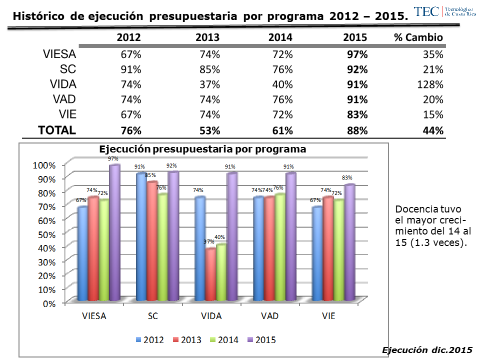 Histórico de ejecución presupuestaria por programa 2012 – 2015.
TEC Tecnológico
de Costa Rica
2012 2013 2014 2015 % Cambio
VIESA 67% 74% 72% 97% 35%
SC 91% 85% 76% 92% 21%
VIDA 74% 37% 40% 91% 128%
VAD 74% 74% 76% 91% 20%
VIE 67% 74% 72% 83% 15%
TOTAL 76% 53% 61% 88% 44%
Ejecución presupuestaria por programa
100%
90%
80%
70%
60%
50%
40%
30%
20%
10%
0%
67% 74% 72% 97%
91% 85% 76% 92%
74% 37% 40% 91%
74% 74% 76% 91%
67% 74% 72% 83%
VIESA SC VIDA VAD VIE
2012 2013 2014 2015
Docencia tuvo
el mayor creci-
miento del 14 al
15 (1.3 veces).
Ejecución dic.2015